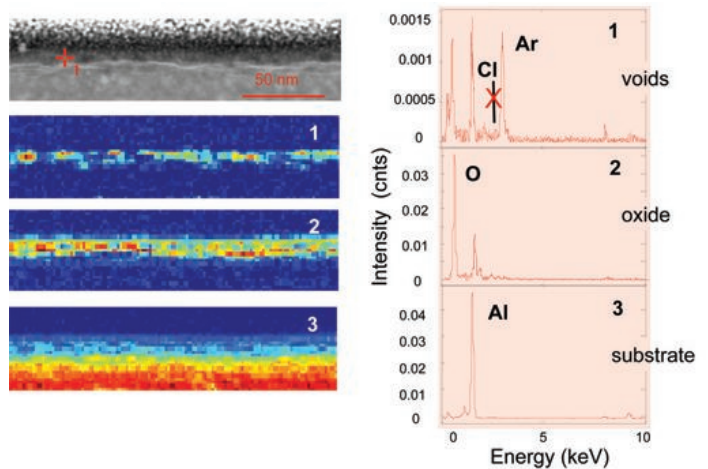 1
50 nm
1
2
3
0.0015
0.001
0.0005
0
Cl
Ar
1
voids
0.03
0.02
0.01
0
O
2
oxide
0.04
0.03
0.02
0.01
0
Al
3
substrate
Intensity (cnts)
0 5 10
Energy (keV)